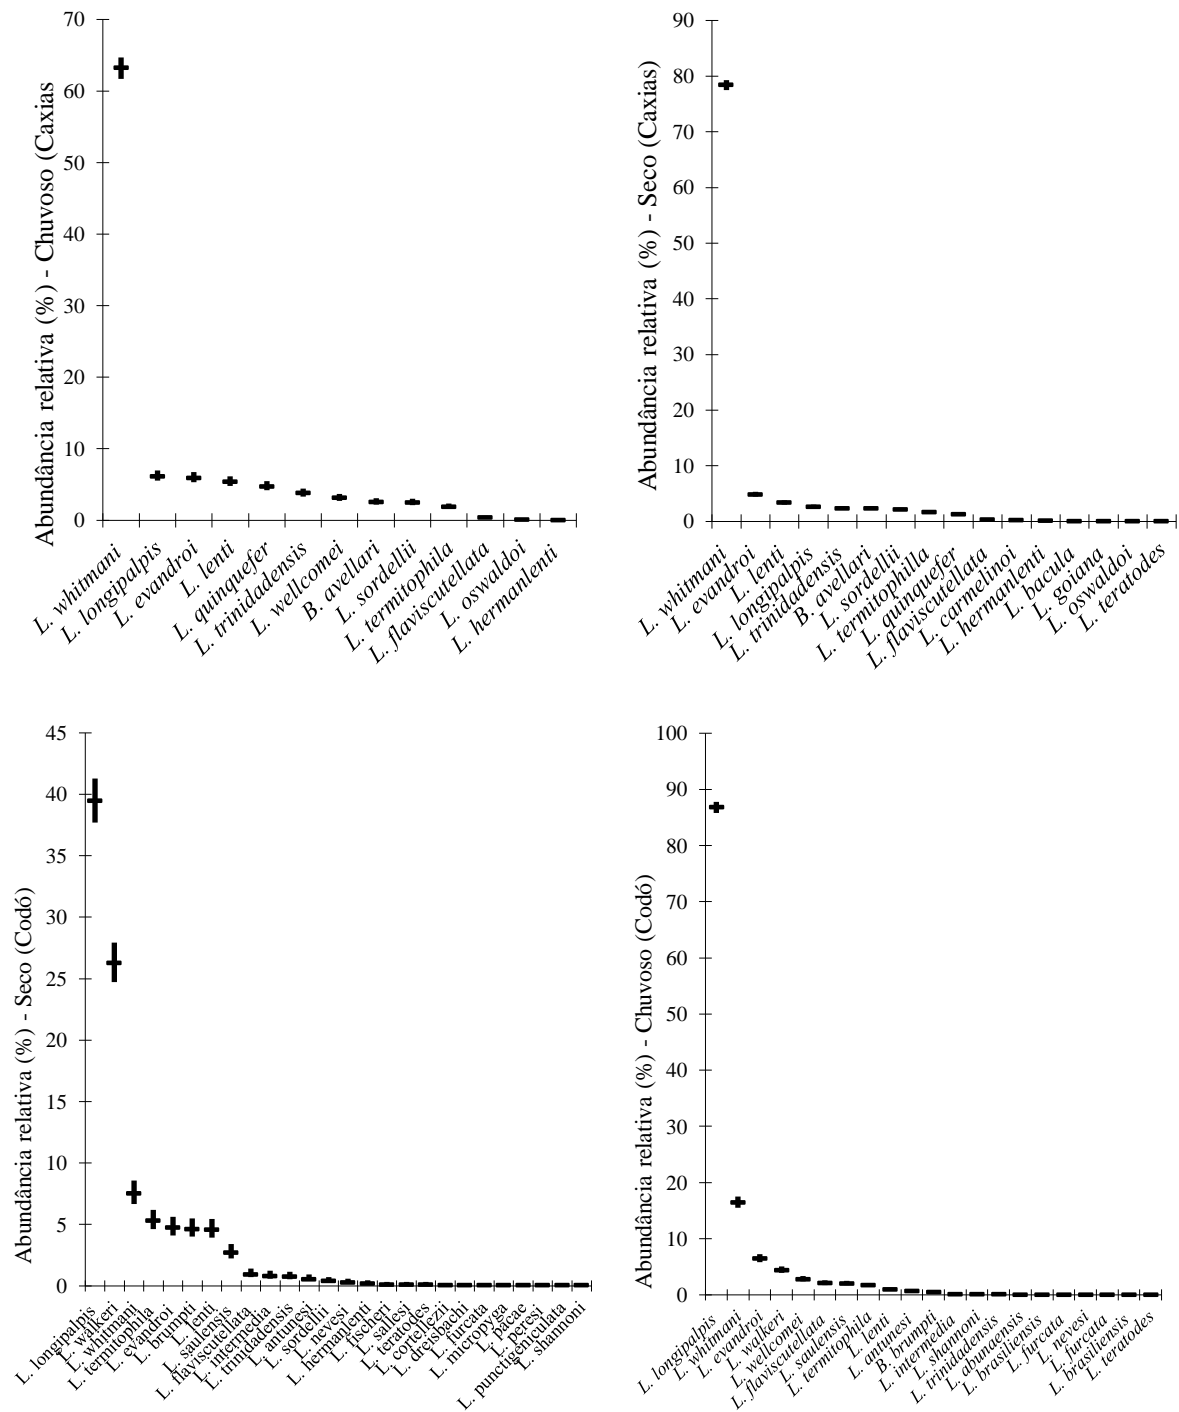 Abundância relativa (%) - Chuvoso (Caxias
70
60
50
40
30
20
10
0
L. whitmani
L. longipalpis
L. evandroi
L. lenti
L. quinquefer
L. trinidadensis
L. wellcomei
B. avellari
L. sordellii
L. termitophila
L. flaviscutellata
L. oswaldoi
L. hermanlenti
Abundância relativa (%) - Seco (Caxias)
90
80
70
60
50
40
30
20
10
0
L. whitmani
L. evandroi
L. lenti
L. longipalpis
L. trinidadensis
B. avellari
L. sordellii
L. termitophilla
L. quinquefer
L. flaviscutellata
L. carmelinoi
L. hermanlenti
L. bacula
L. goiana
L. oswaldoi
L. teratodes
Abundância relativa (%) - Seco (Codó)
45
40
35
30
25
20
15
10
5
0
L. longipalpis
L. walkeri
L. whitmani
L. termitophila
L. evandroi
L. brumpti
L. lenti
L. saulensis
L. flaviscutellata
L. intermedia
L. trinidadensis
L. antunesi
L. sordelii
L. nevesi
L. hermanlenti
L. fischeri
L. sallesi
L. teratodes
L. cortelezii
L. dreisbachi
L. furcata
L. micropyga
L. pacae
L. peresi
L. punctigeniculata
L. shannoni
Abundância relativa (%) - Chuvoso (Codó)
100
90
80
70
60
50
40
30
20
10
0
L. longipalpis
L. whitmani
L. evandroi
L. walkeri
L. wellcomei
L. flaviscutillata
L. saulensis
L. termitophila
L. lenti
L. antunesi
B. brumpti
L. intermedia
L. shannoni
L. trinidadensis
L. abunaensis
L. brasiliensis
L. furcata
L. nevesi
L. furcata
L. brasiliensis
L. teratodes